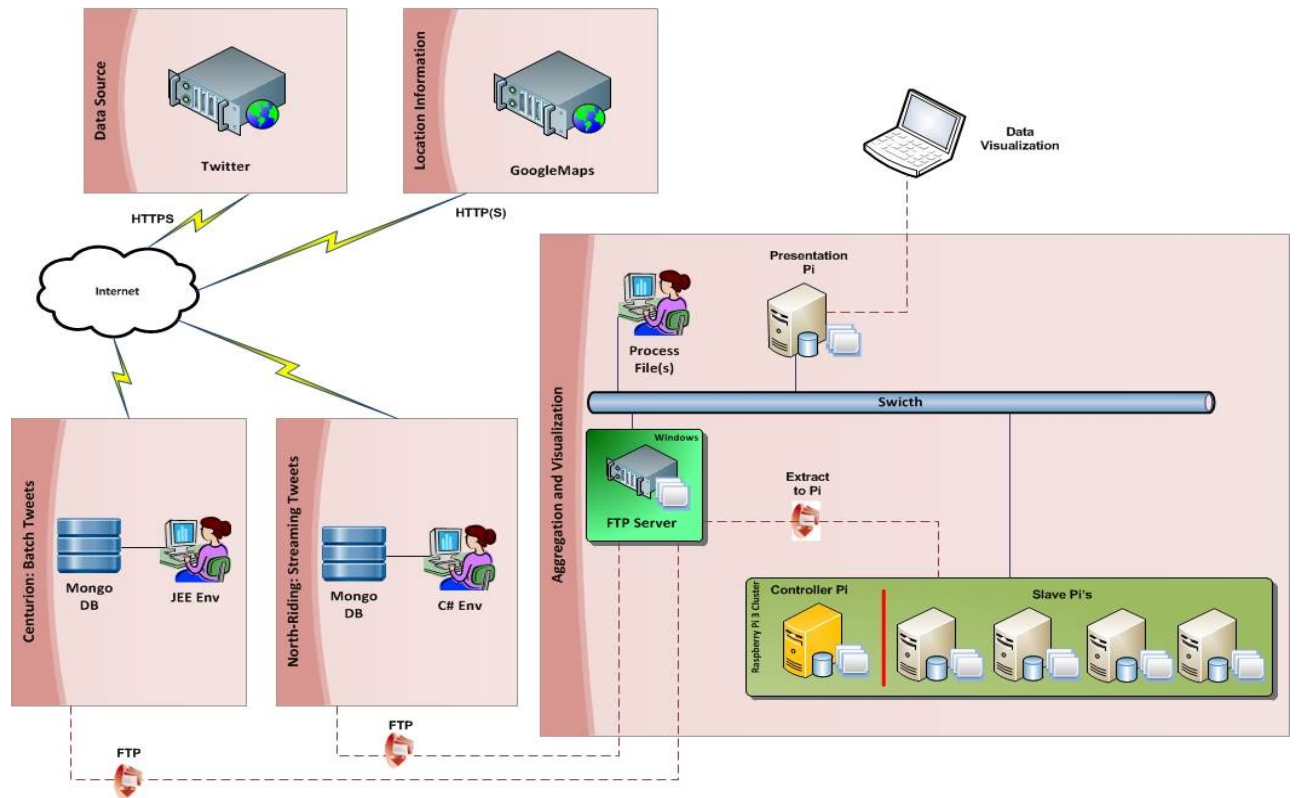 Data Source
Twitter
Location Information
GoogleMaps
Data
Visualization
HTTPS
HTTP(S)
Internet
Presentation
Pi
Process
File(s)
Swicth
Aggregation and Visualization
Windows
FTP Server
Extract
to Pi
Centurion: Batch Tweets
Mongo
DB
JEE Env
North-Riding: Streaming Tweets
Mongo
DB
C# Env
Raspberry Pi 3 Cluster
Controller Pi
Slave Pi's
FTP
FTP